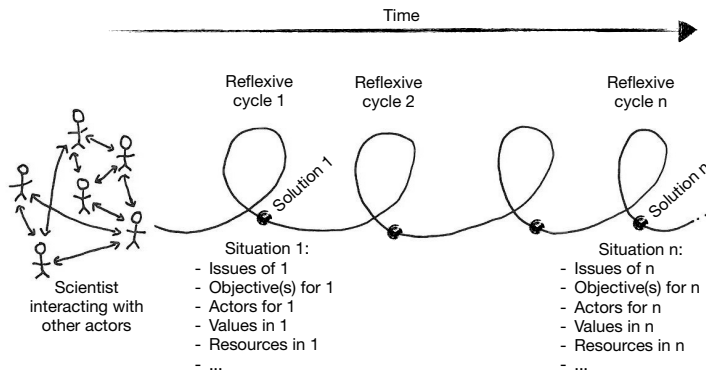 Time
Reflexive
cycle 1
Reflexive
cycle 2
Reflexive
cycle n
Solution 1
Solution n
...
Scientist
interacting with
other actors
Situation 1:
- Issues of 1
- Objective(s) for 1
- Actors for 1
- Values in 1
- Resources in 1
- ...
Situation n:
- Issues of n
- Objective(s) for n
- Actors for n
- Values in n
- Resources in n
- ...